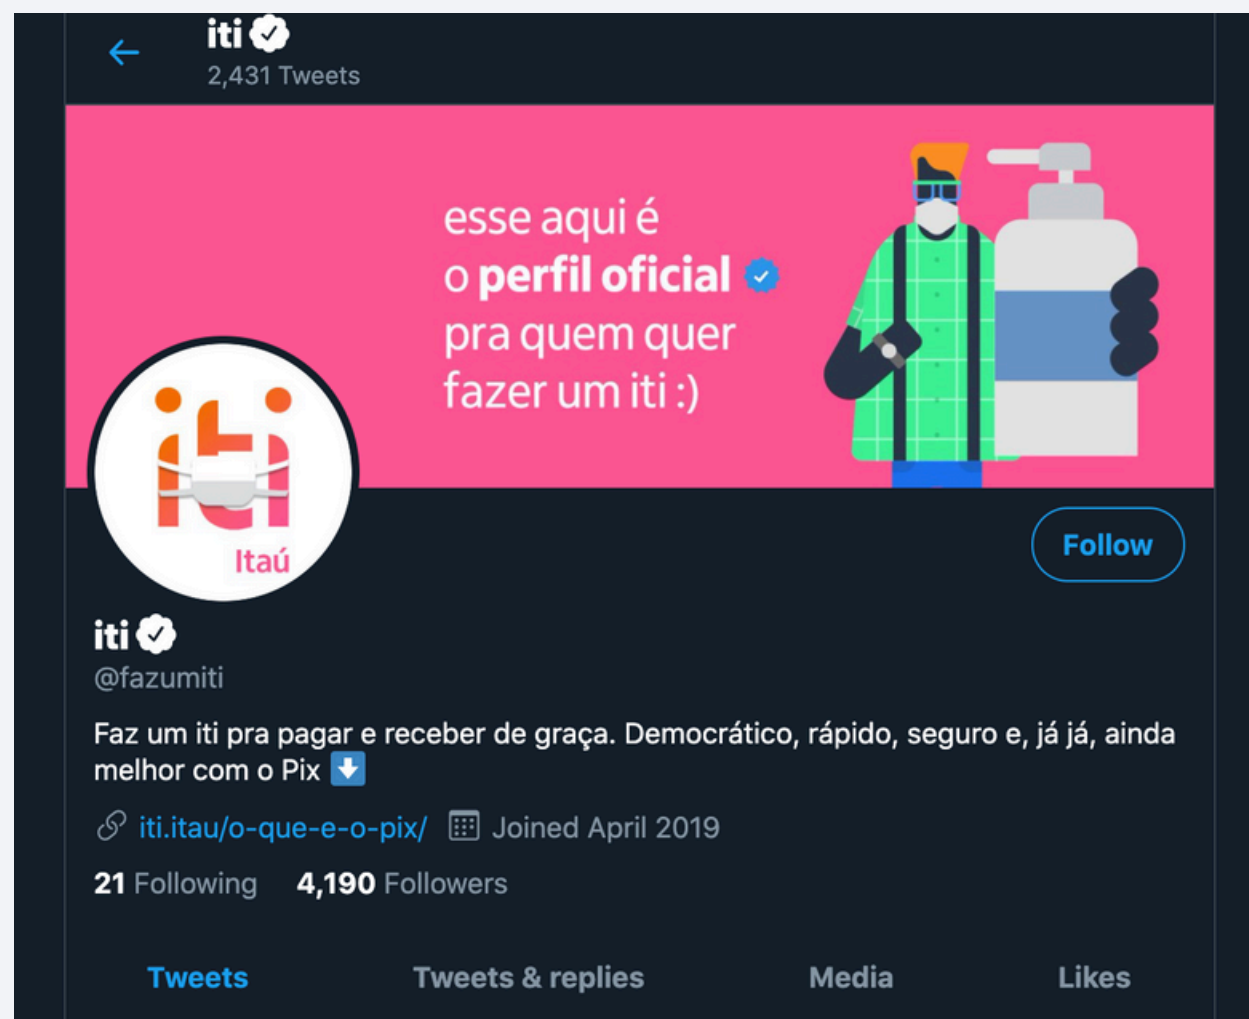 iti
2,431 Tweets
esse aqui é
o perfil oficial
pra quem quer
fazer um iti :)
iti
Itaú
Follow
iti
@fazumiti
Faz um iti pra pagar e receber de graça. Democrático, rápido, seguro e, já já, ainda
melhor com o Pix
iti.itau/o-que-e-o-pix/ Joined April 2019
21 Following 4,190 Followers
Tweets Tweets & replies Media Likes